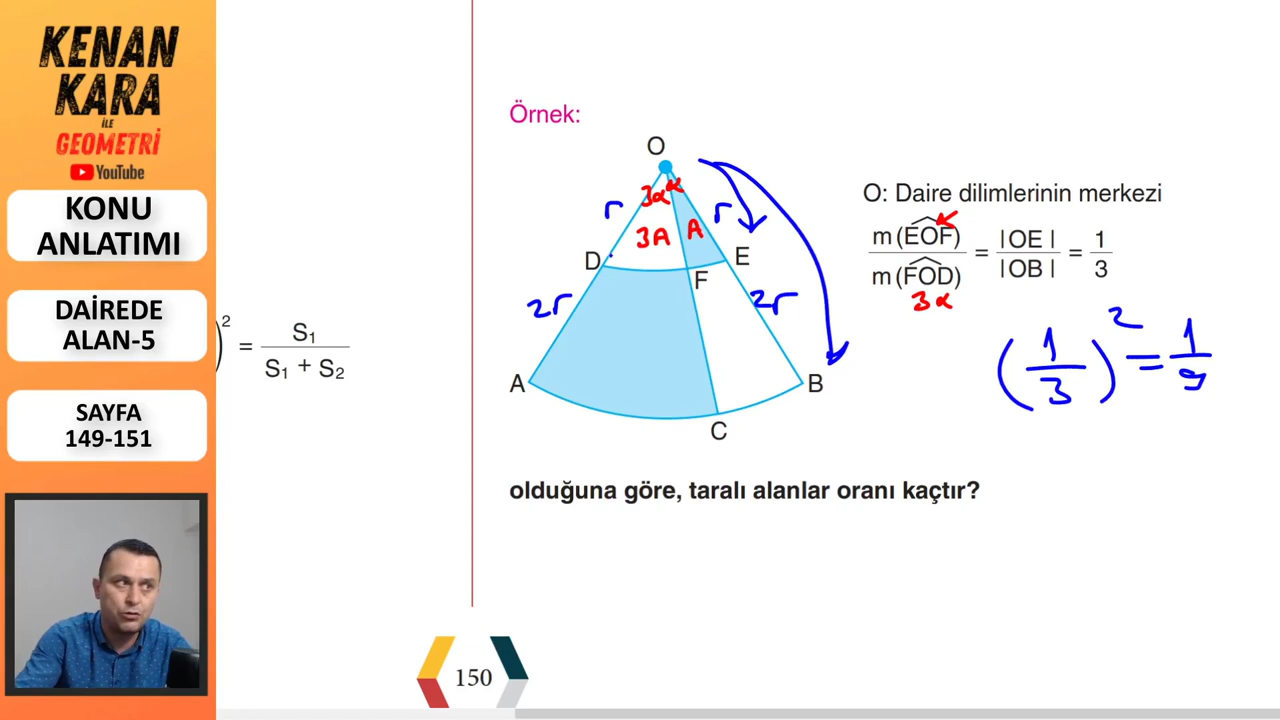 KENAN
KARA
İLE
GEOMETRİ
YouTube
KONU
ANLATIMI
DAİREDE
ALAN-5
SAYFA
149-151
)² = S₁ / (S₁ + S₂)
Örnek:
O
3α α
r r
3A A
D E
F
2r 2r
A B
C
O: Daire dilimlerinin merkezi
m(EOF) / m(FOD) = |OE| / |OB| = 1 / 3
3α
(1/3)² = 1/9
olduğuna göre, taralı alanlar oranı kaçtır?
150